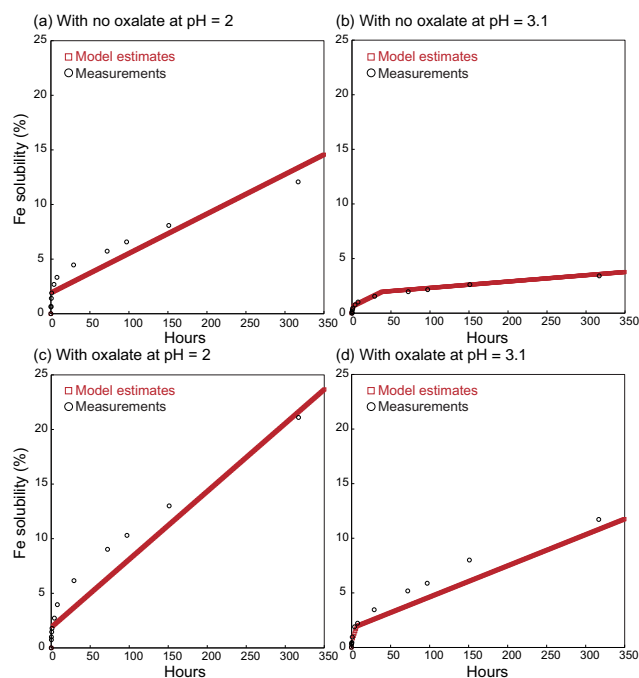 (a) With no oxalate at pH = 2
(b) With no oxalate at pH = 3.1
25
20
15
10
5
0
Fe solubility (%)
Model estimates
Measurements
0 50 100 150 200 250 300 350
Hours
25
20
15
10
5
0
Model estimates
Measurements
0 50 100 150 200 250 300 350
Hours
(c) With oxalate at pH = 2
(d) With oxalate at pH = 3.1
25
20
15
10
5
0
Fe solubility (%)
Model estimates
Measurements
0 50 100 150 200 250 300 350
Hours
25
20
15
10
5
0
Model estimates
Measurements
0 50 100 150 200 250 300 350
Hours